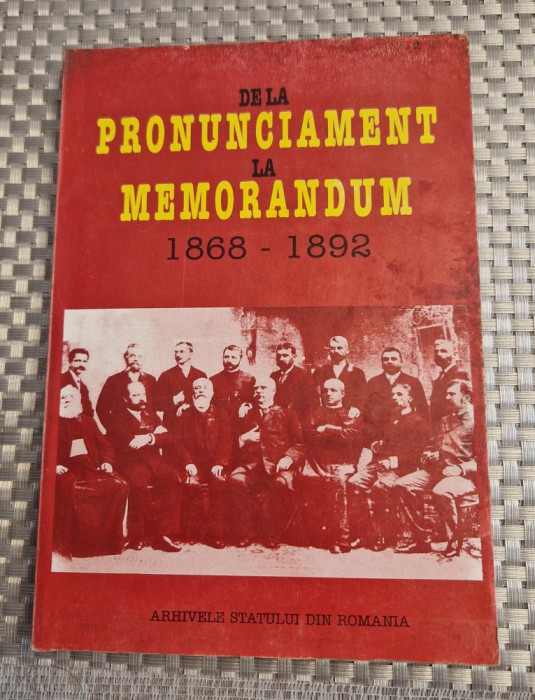 DE LA
PRONUNCIAMENT
LA
MEMORANDUM
1868 - 1892
ARHIVELE STATULUI DIN ROMANIA